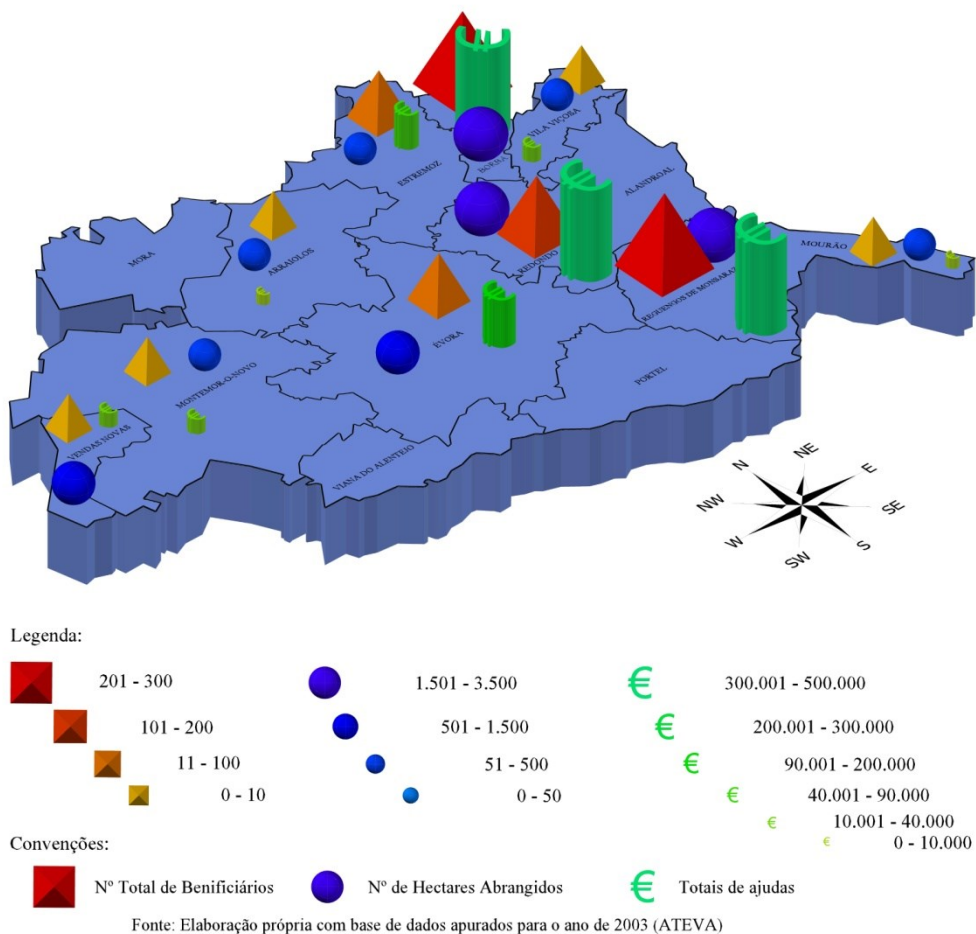 VILA VIÇOSA
BORBA
ESTREMOZ
ALANDROAL
MORA
ARRAIOLOS
REDONDO
MOURÃO
REGUENGOS DE MONSARAZ
ÉVORA
MONTEMOR-O-NOVO
PORTEL
VENDAS NOVAS
VIANA DO ALENTEJO
N
NE
E
NW
SE
W
SW
S
Legenda:
201 - 300
1.501 - 3.500
€ 300.001 - 500.000
101 - 200
501 - 1.500
€ 200.001 - 300.000
11 - 100
51 - 500
€ 90.001 - 200.000
0 - 10
0 - 50
€ 40.001 - 90.000
€ 10.001 - 40.000
€ 0 - 10.000
Convenções:
Nº Total de Benificiários
Nº de Hectares Abrangidos
€ Totais de ajudas
Fonte: Elaboração própria com base de dados apurados para o ano de 2003 (ATEVA)